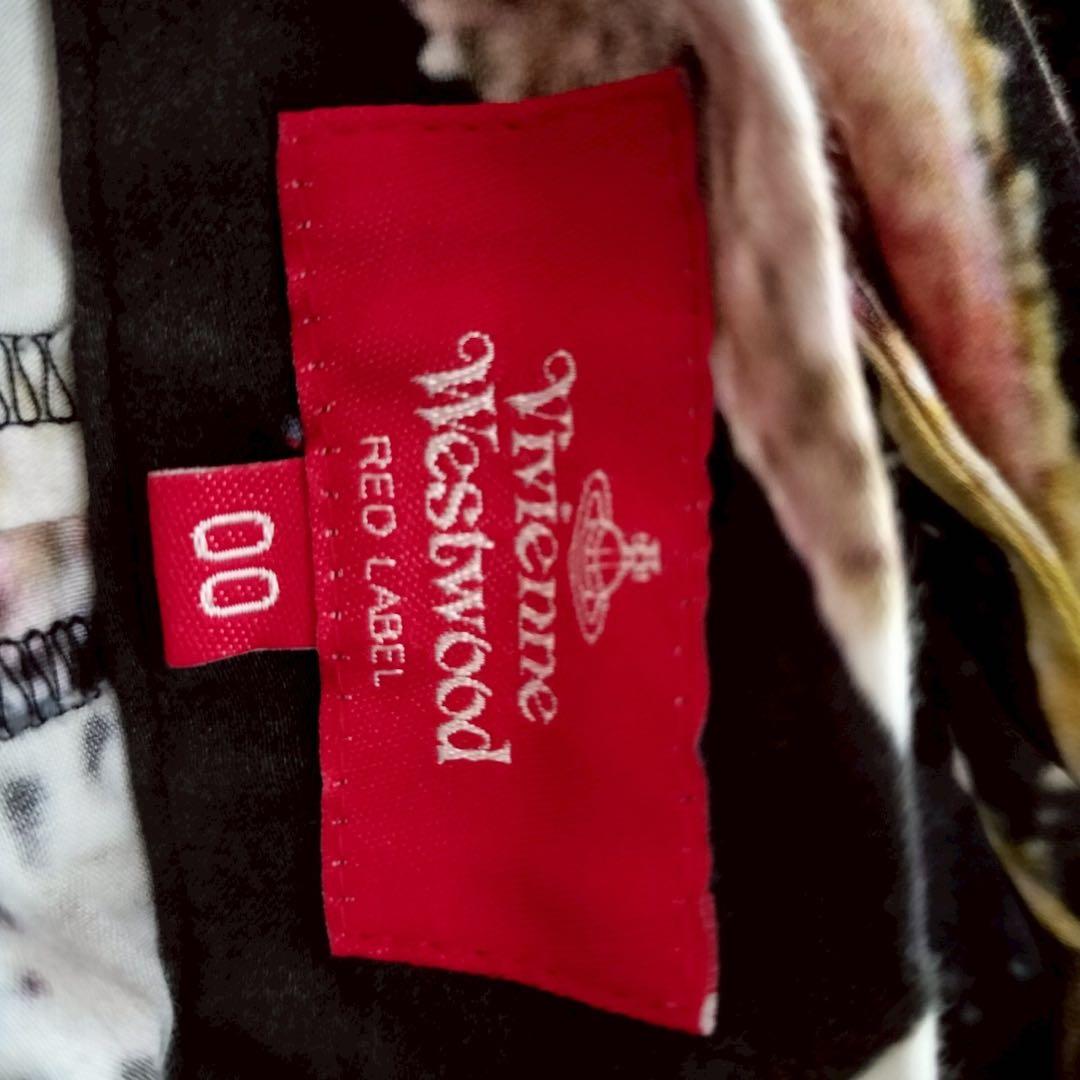 Vivienne
Westwood
RED LABEL
00